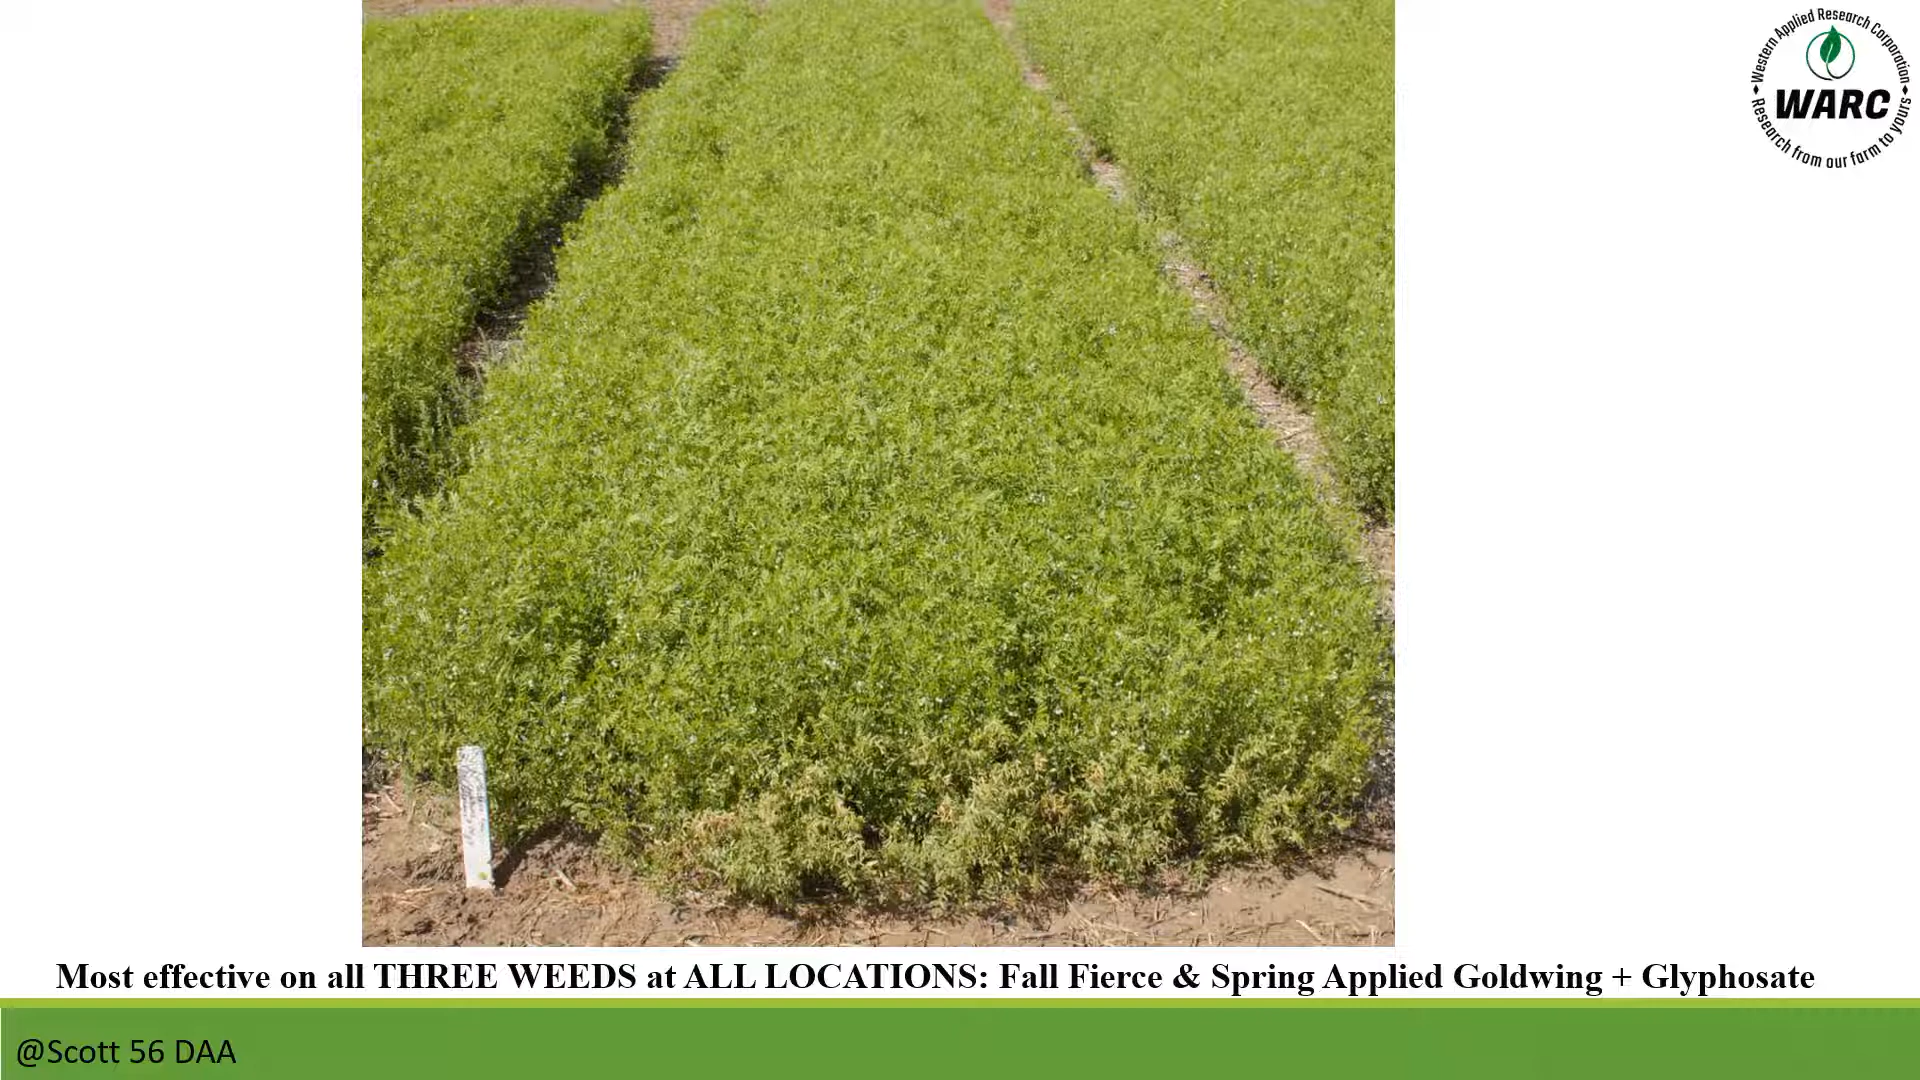 Western Applied Research Corporation
WARC
Research from our farm to yours
Most effective on all THREE WEEDS at ALL LOCATIONS: Fall Fierce & Spring Applied Goldwing + Glyphosate
@Scott 56 DAA